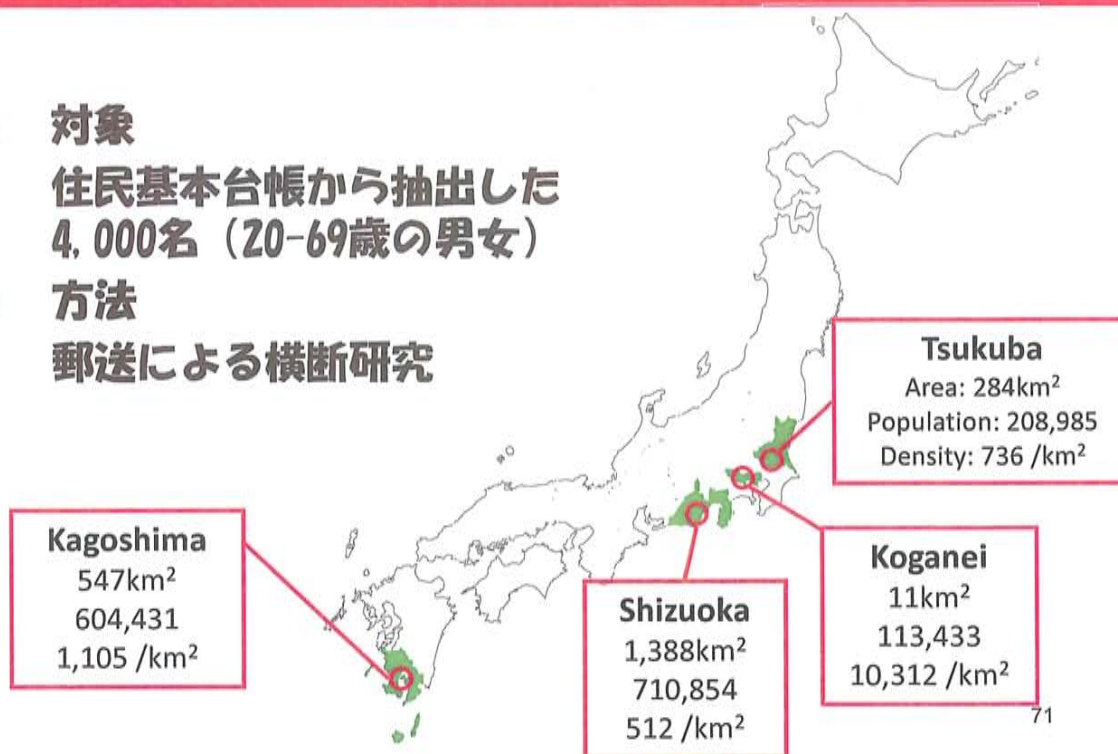 対象
住民基本台帳から抽出した
4,000名（20-69歳の男女）
方法
郵送による横断研究
Tsukuba
Area: 284km²
Population: 208,985
Density: 736 /km²
Kagoshima
547km²
604,431
1,105 /km²
Shizuoka
1,388km²
710,854
512 /km²
Koganei
11km²
113,433
10,312 /km²
71